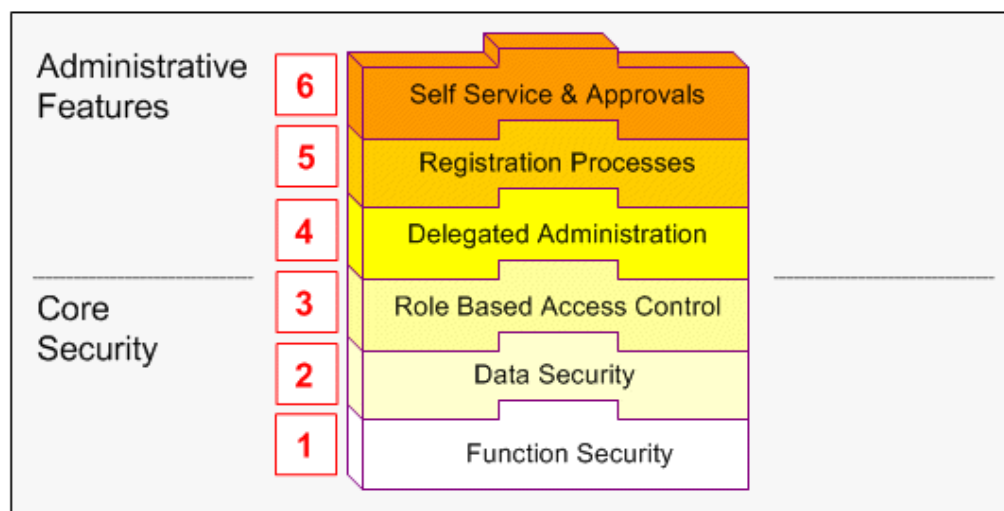 Administrative
Features
6
Self Service & Approvals
5
Registration Processes
4
Delegated Administration
Core
Security
3
Role Based Access Control
2
Data Security
1
Function Security